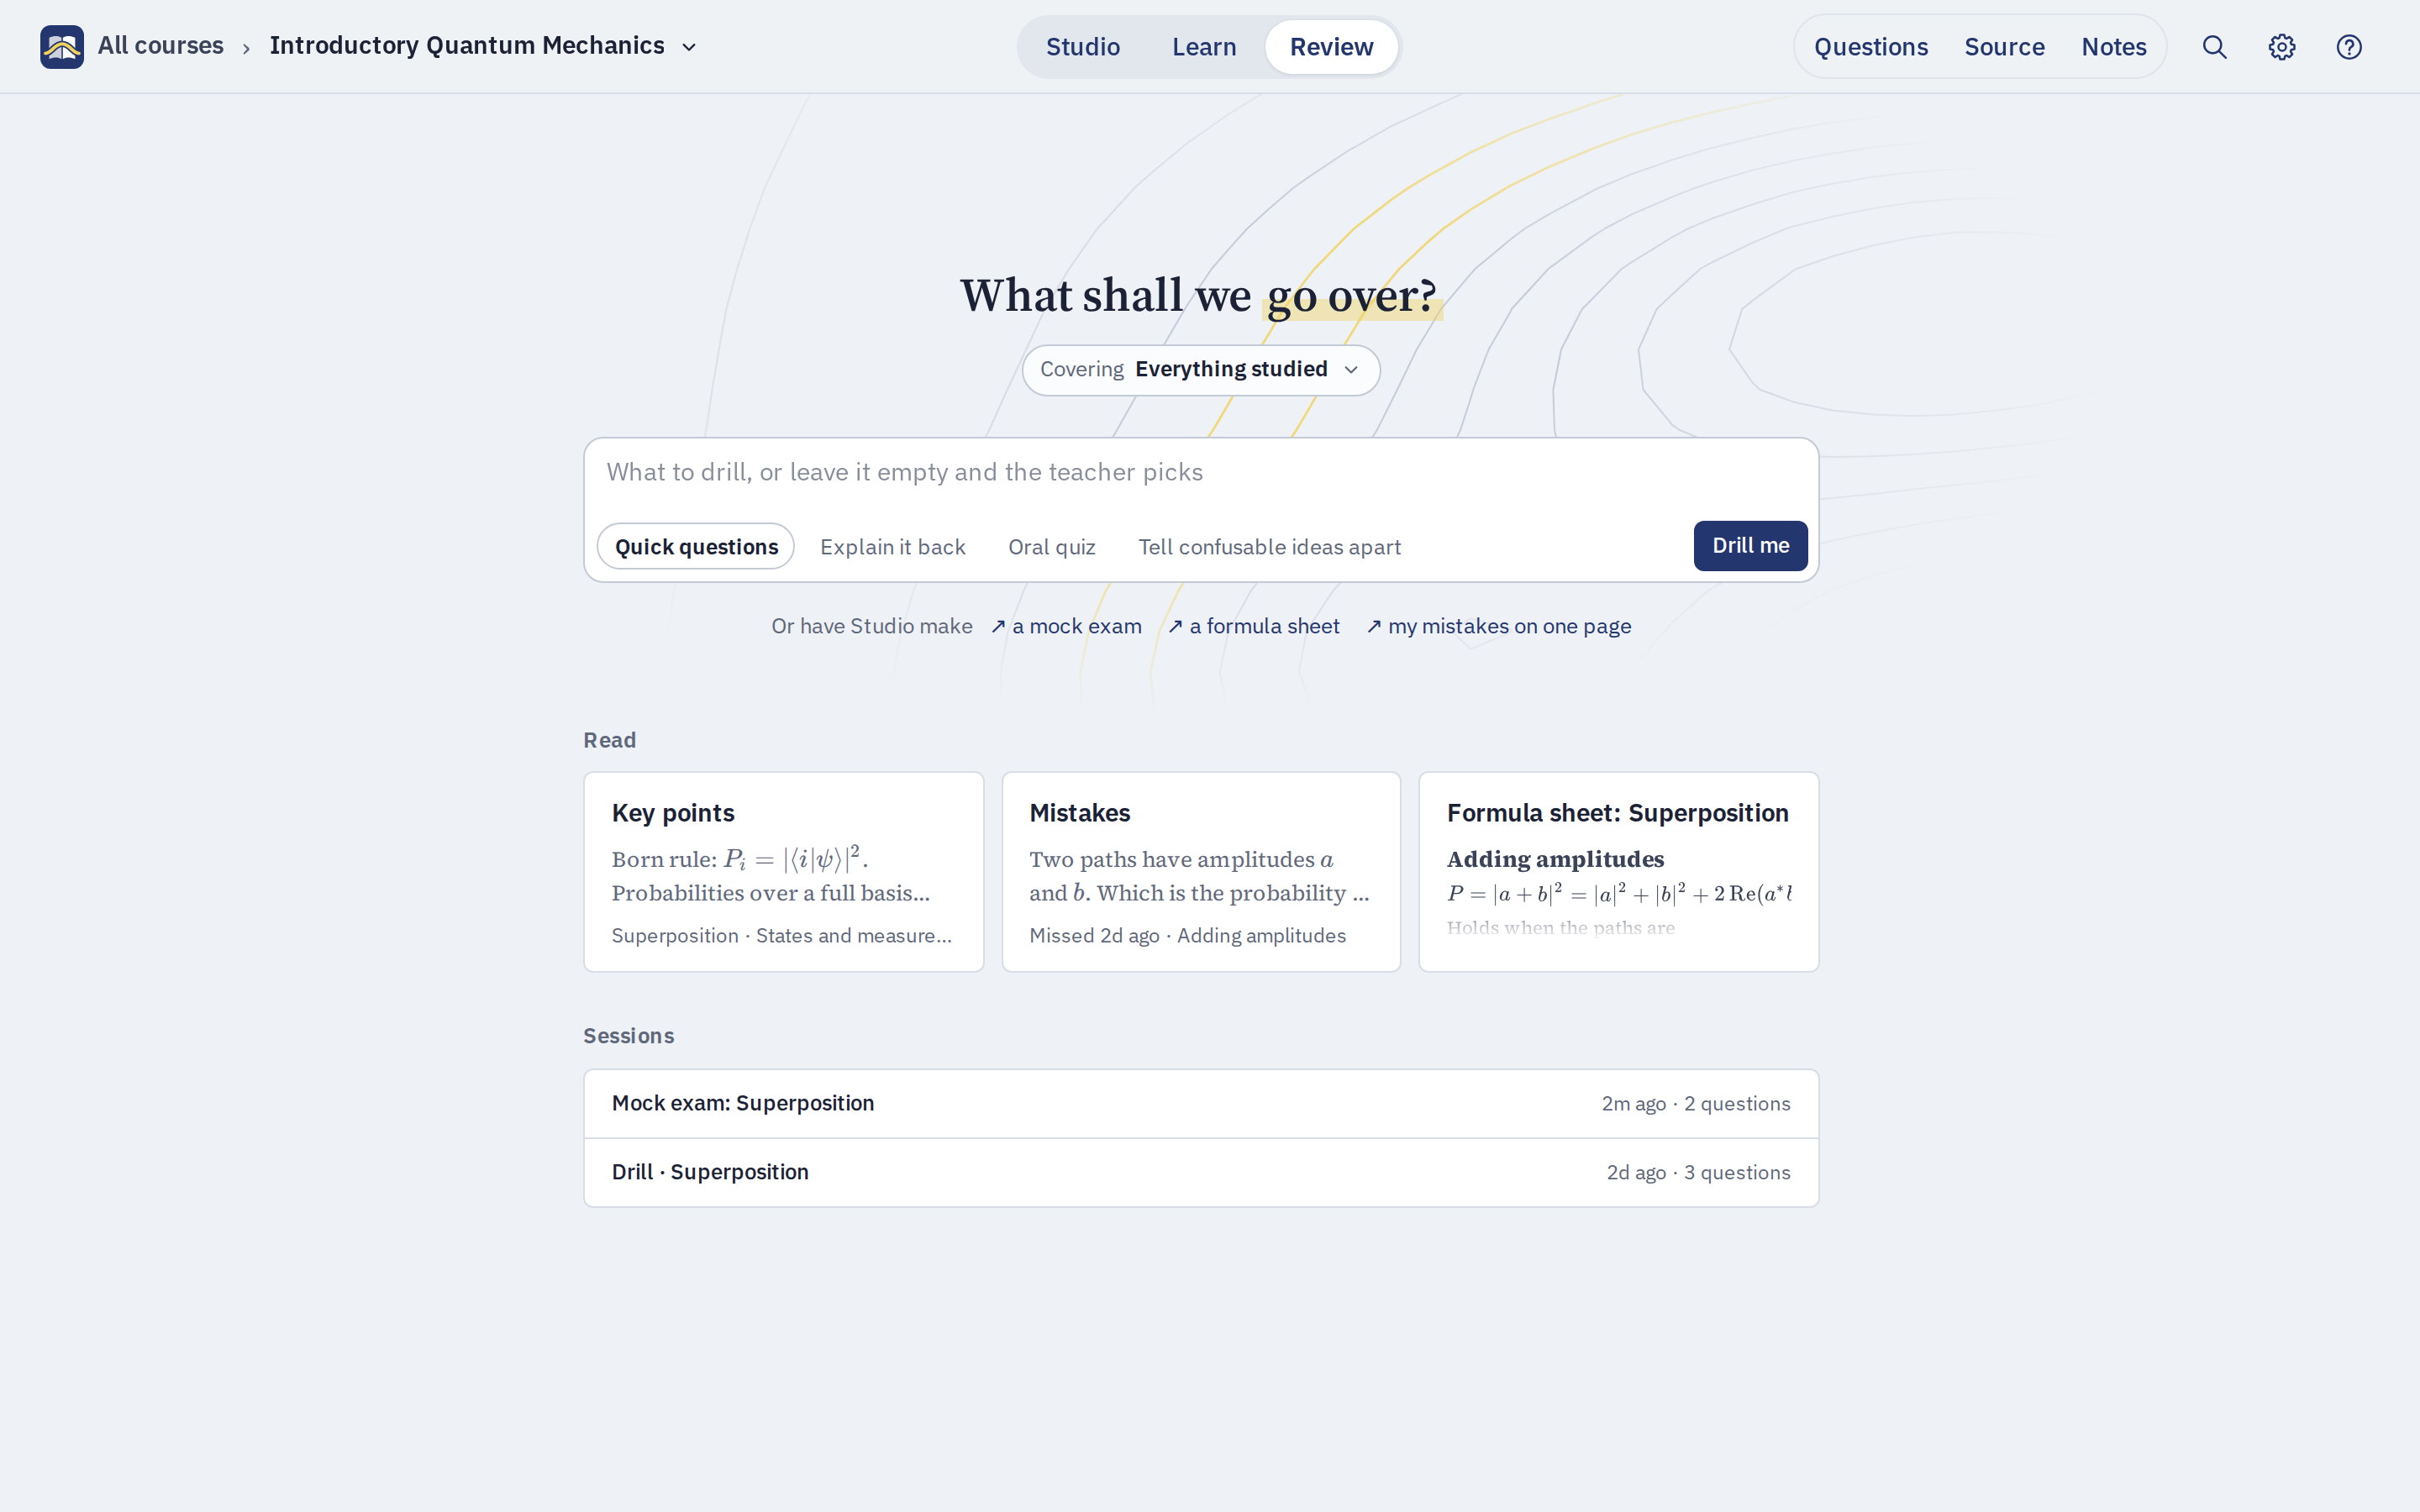 All courses › Introductory Quantum Mechanics
Studio Learn Review
Questions Source Notes
What shall we go over?
Covering Everything studied
What to drill, or leave it empty and the teacher picks
Quick questions Explain it back Oral quiz Tell confusable ideas apart Drill me
Or have Studio make ↗ a mock exam ↗ a formula sheet ↗ my mistakes on one page
Read
Key points
Born rule: P_i = |⟨i|ψ⟩|².
Probabilities over a full basis...
Superposition · States and measure...
Mistakes
Two paths have amplitudes a
and b. Which is the probability ...
Missed 2d ago · Adding amplitudes
Formula sheet: Superposition
Adding amplitudes
P = |a + b|² = |a|² + |b|² + 2 Re(a*b
Holds when the paths are
Sessions
Mock exam: Superposition 2m ago · 2 questions
Drill · Superposition 2d ago · 3 questions